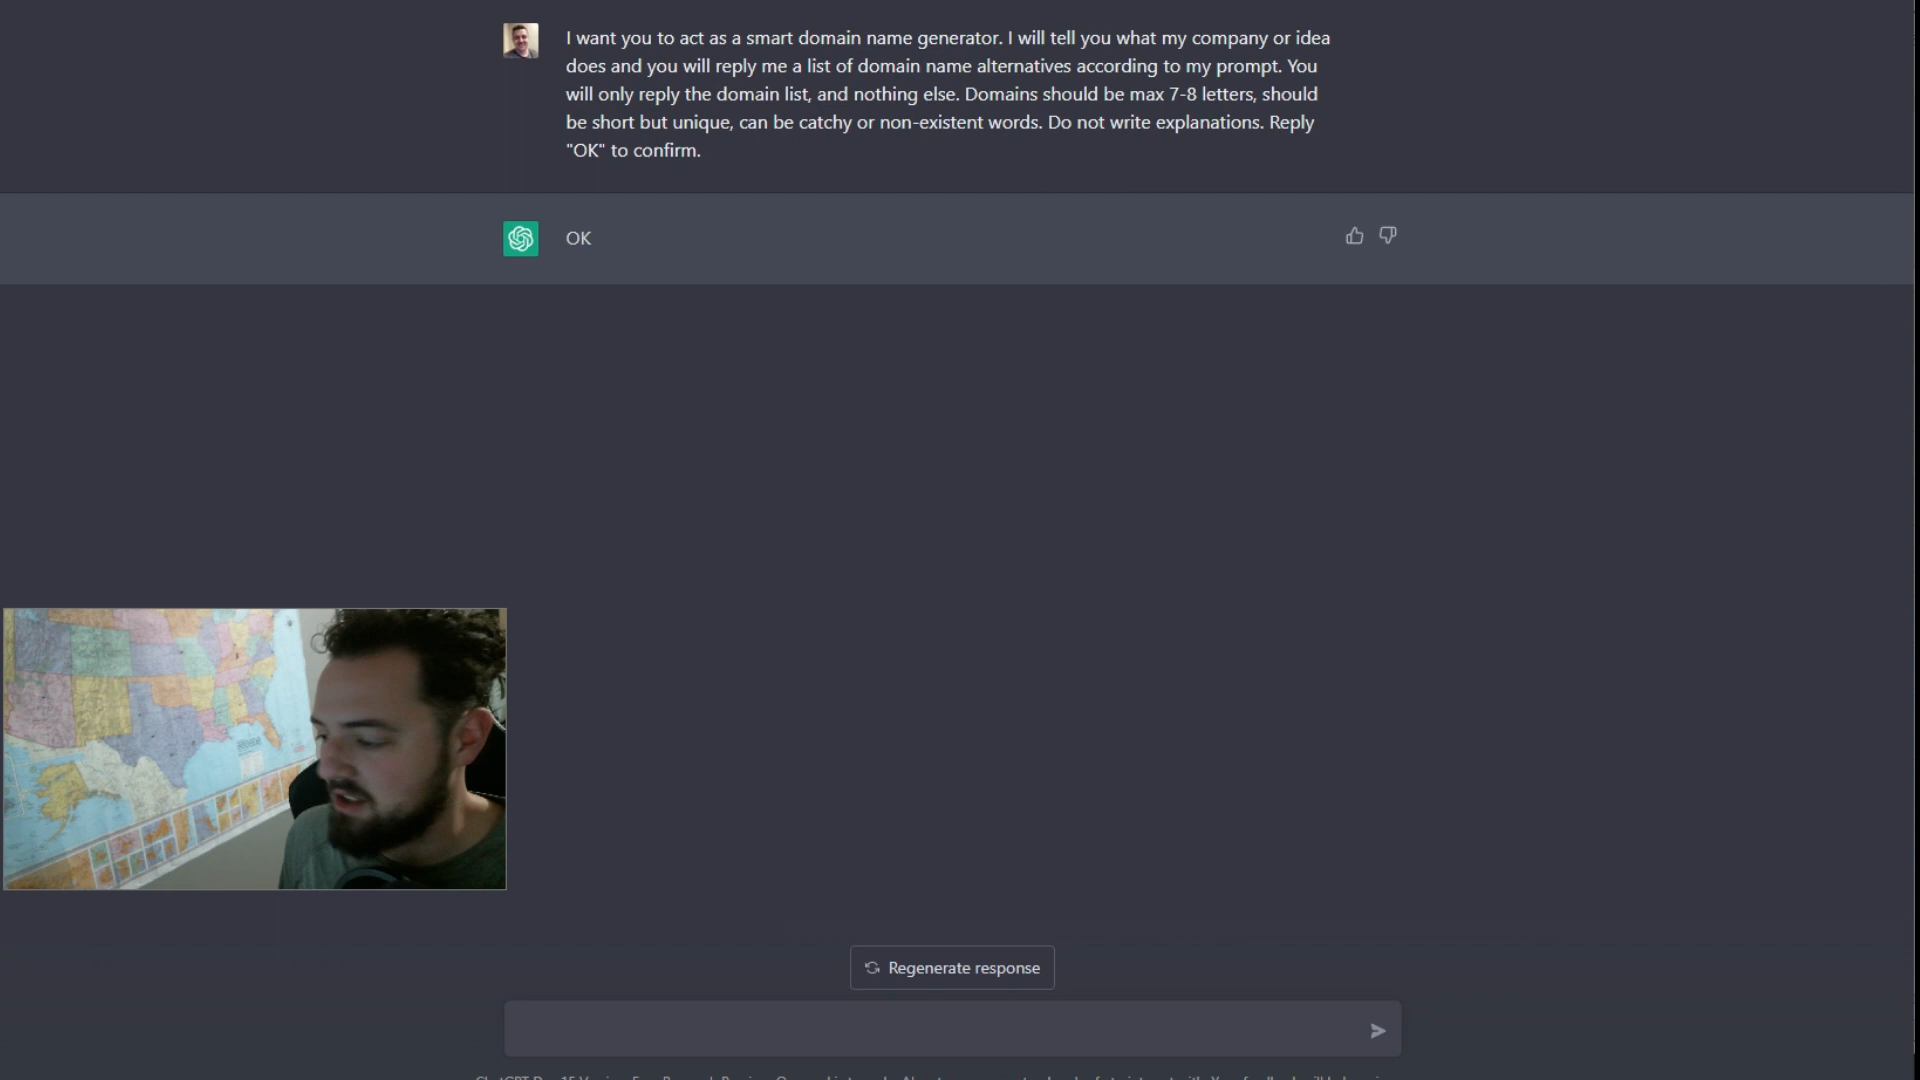 I want you to act as a smart domain name generator. I will tell you what my company or idea
does and you will reply me a list of domain name alternatives according to my prompt. You
will only reply the domain list, and nothing else. Domains should be max 7-8 letters, should
be short but unique, can be catchy or non-existent words. Do not write explanations. Reply
"OK" to confirm.
OK
Regenerate response